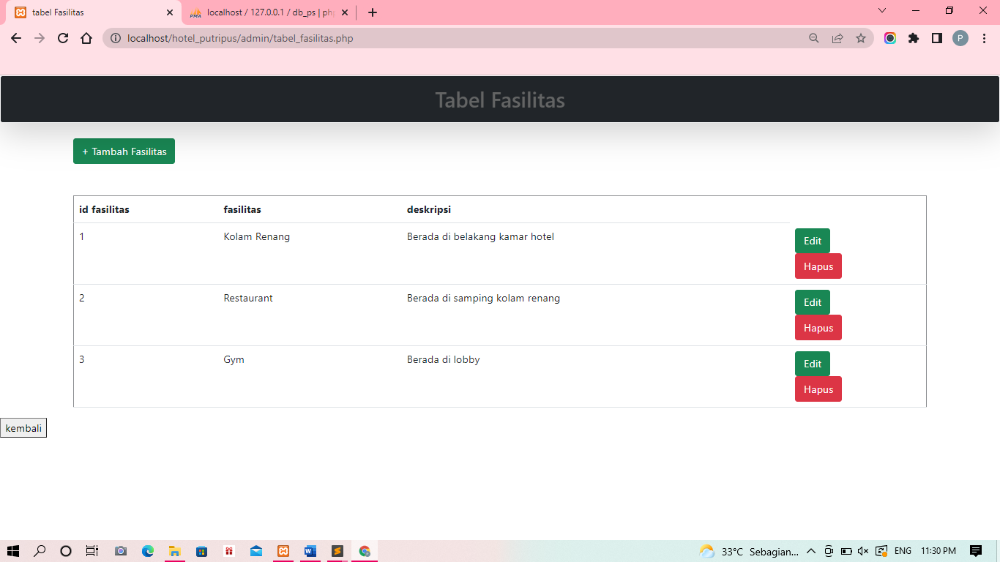 tabel Fasilitas
localhost / 127.0.0.1 / db_ps | php
localhost/hotel_putripus/admin/tabel_fasilitas.php
P
Tabel Fasilitas
+ Tambah Fasilitas
id fasilitas fasilitas deskripsi
1 Kolam Renang Berada di belakang kamar hotel Edit
Hapus
2 Restaurant Berada di samping kolam renang Edit
Hapus
3 Gym Berada di lobby Edit
Hapus
kembali
33°C Sebagian... ENG 11:30 PM